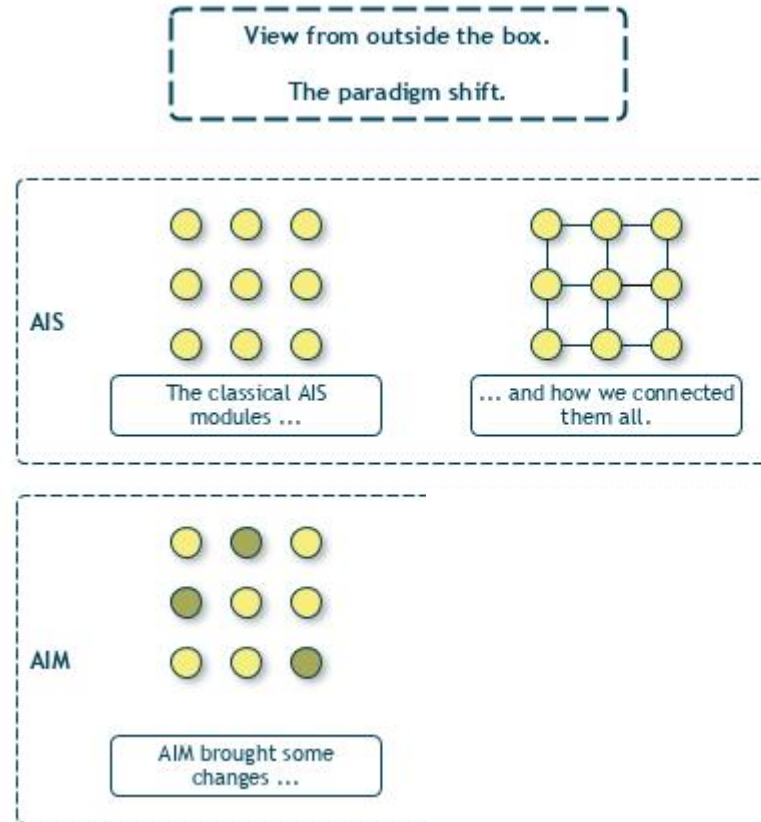 View from outside the box.
The paradigm shift.
AIS
The classical AIS
modules ...
... and how we connected
them all.
AIM
AIM brought some
changes ...